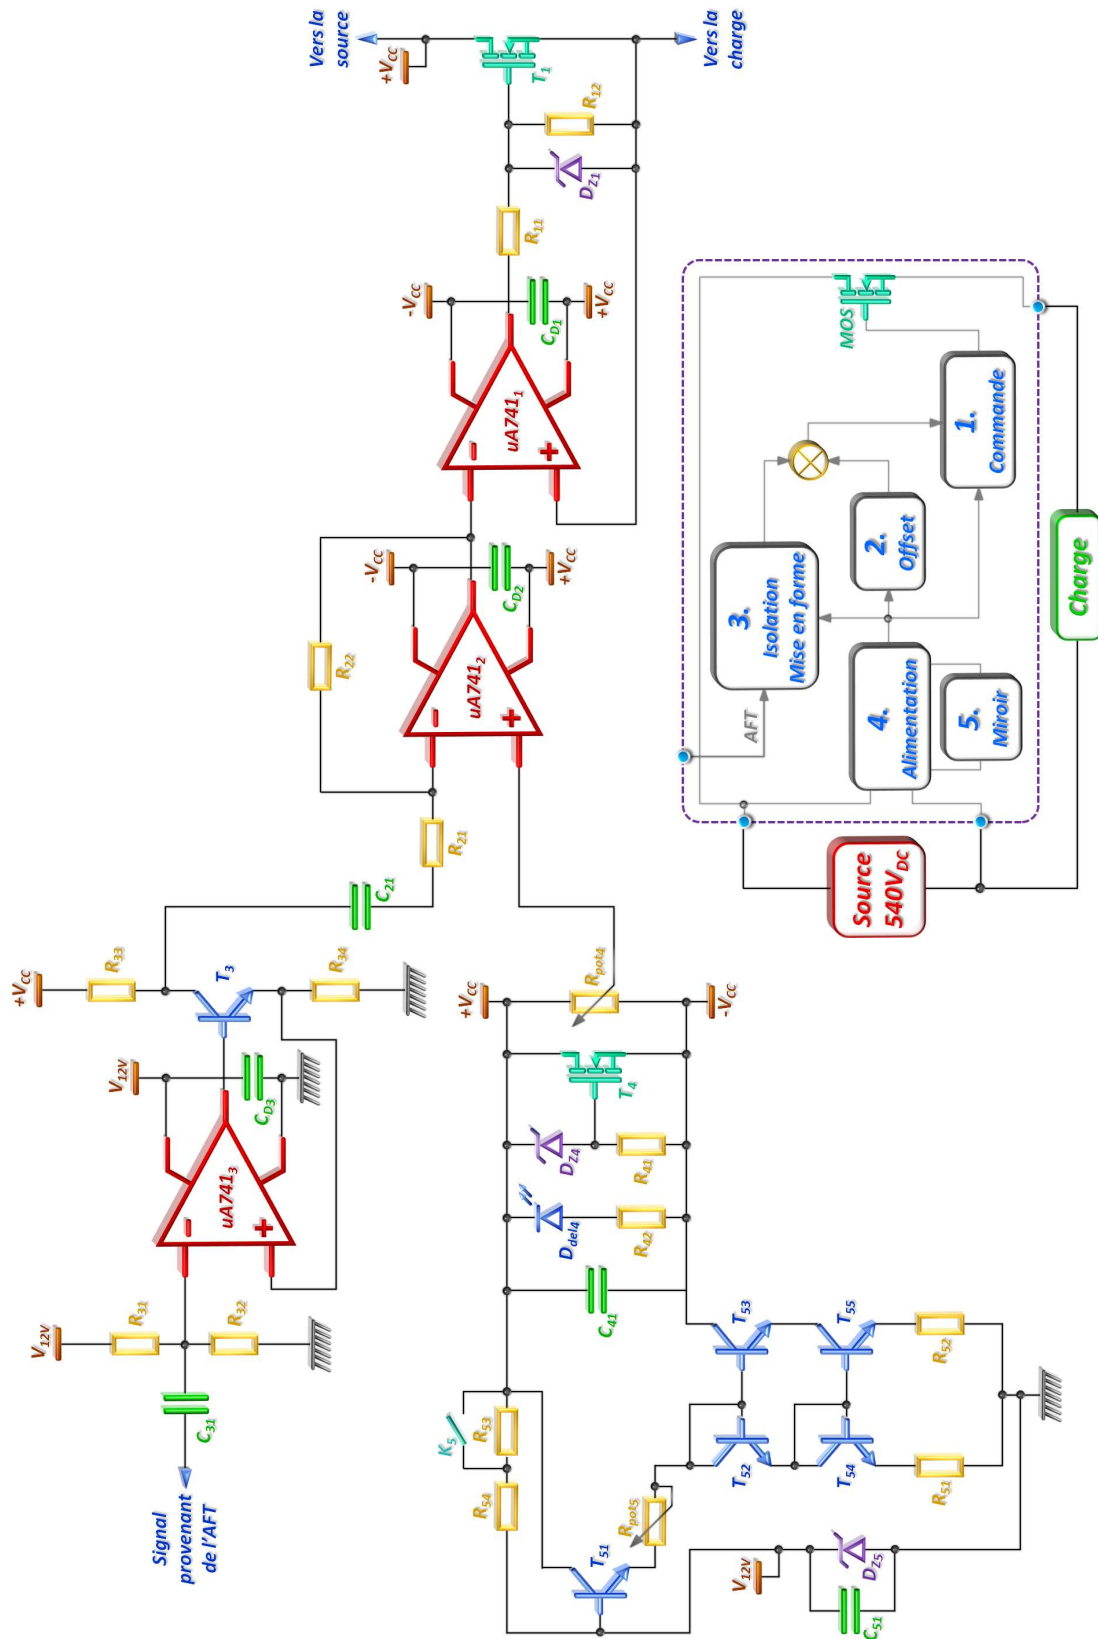 Signal
provenant
de l'AFT
C31
V12V
R31
R32
V12V
uA7413
-
+
CD3
+VCC
R33
T3
R34
C21
R21
R22
-VCC
uA7412
-
+
CD2
+VCC
-VCC
uA7411
-
+
CD1
+VCC
R11
DZ1
R12
Vers la
source
+VCC
T1
Vers la
charge
K5
R54
R53
T51
Rpot5
V12V
C51
DZ5
T52
T53
T54
T55
R51
R52
C41
Ddel4
R42
DZ4
R41
T4
+VCC
Rpot4
-VCC
AFT
3.
Isolation
Mise en forme
MOS
Source
540VDC
4.
Alimentation
2.
Offset
5.
Miroir
1.
Commande
Charge